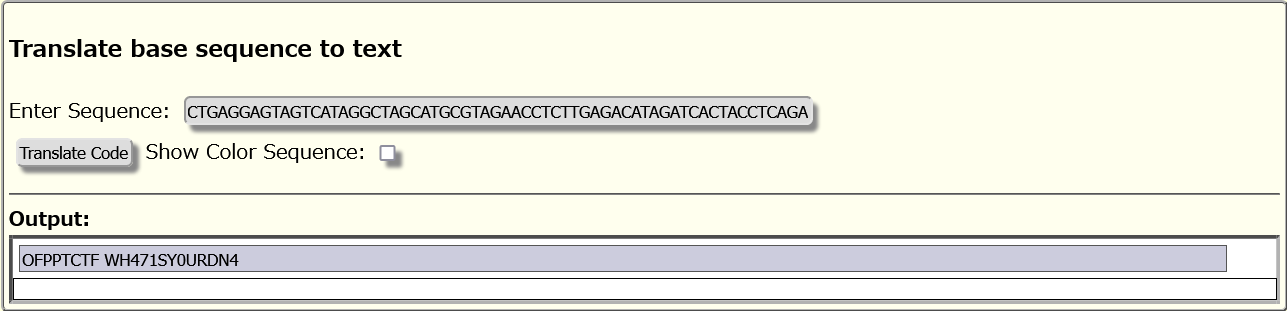 Translate base sequence to text
Enter Sequence: CTGAGGAGTAGTCATAGGCTAGCATGCGTAGAACCTCTTGAGACATAGATCACTACCTCAGA
Translate Code Show Color Sequence:
Output:
OFPPTCTF WH471SY0URDN4